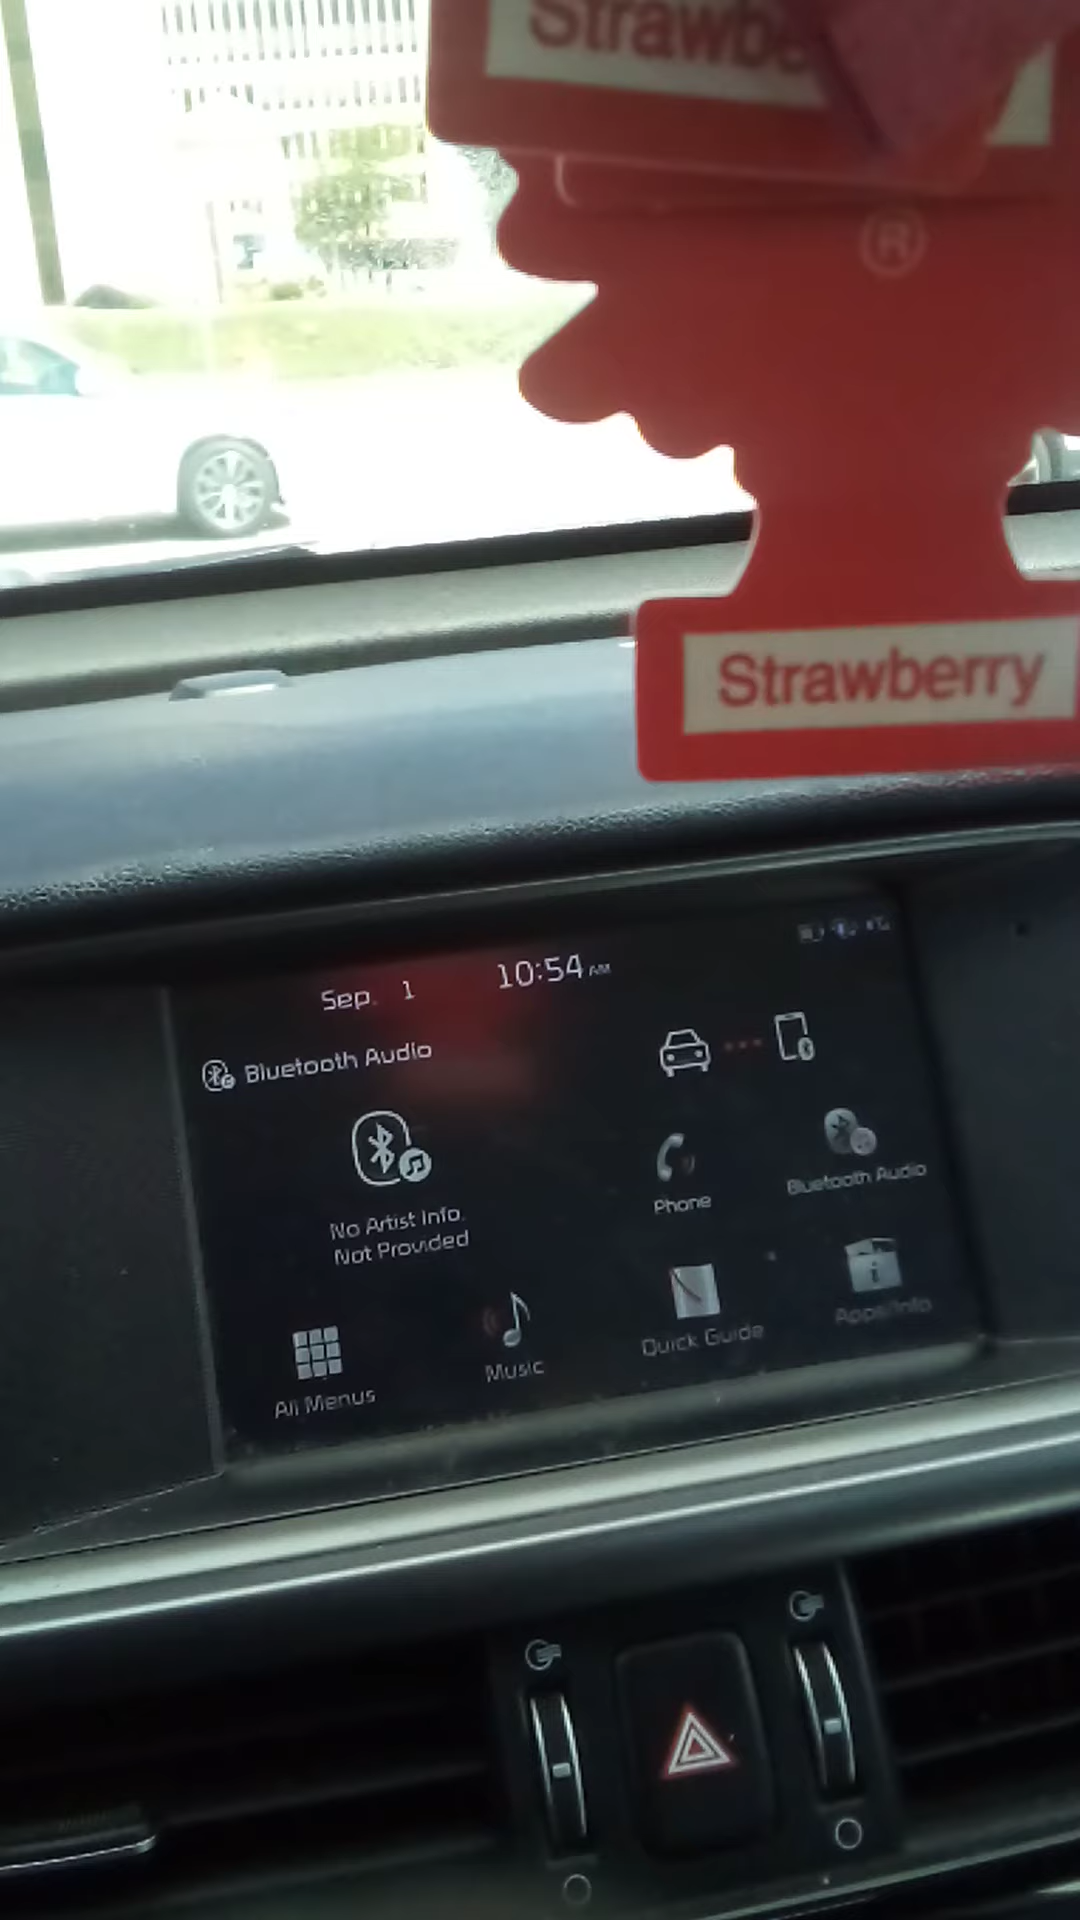 Strawbe
®
Strawberry
Sep. 1 10:54 AM
Bluetooth Audio
No Artist Info.
Not Provided
Phone
Bluetooth Audio
All Menus
Music
Quick Guide
Apps/Info